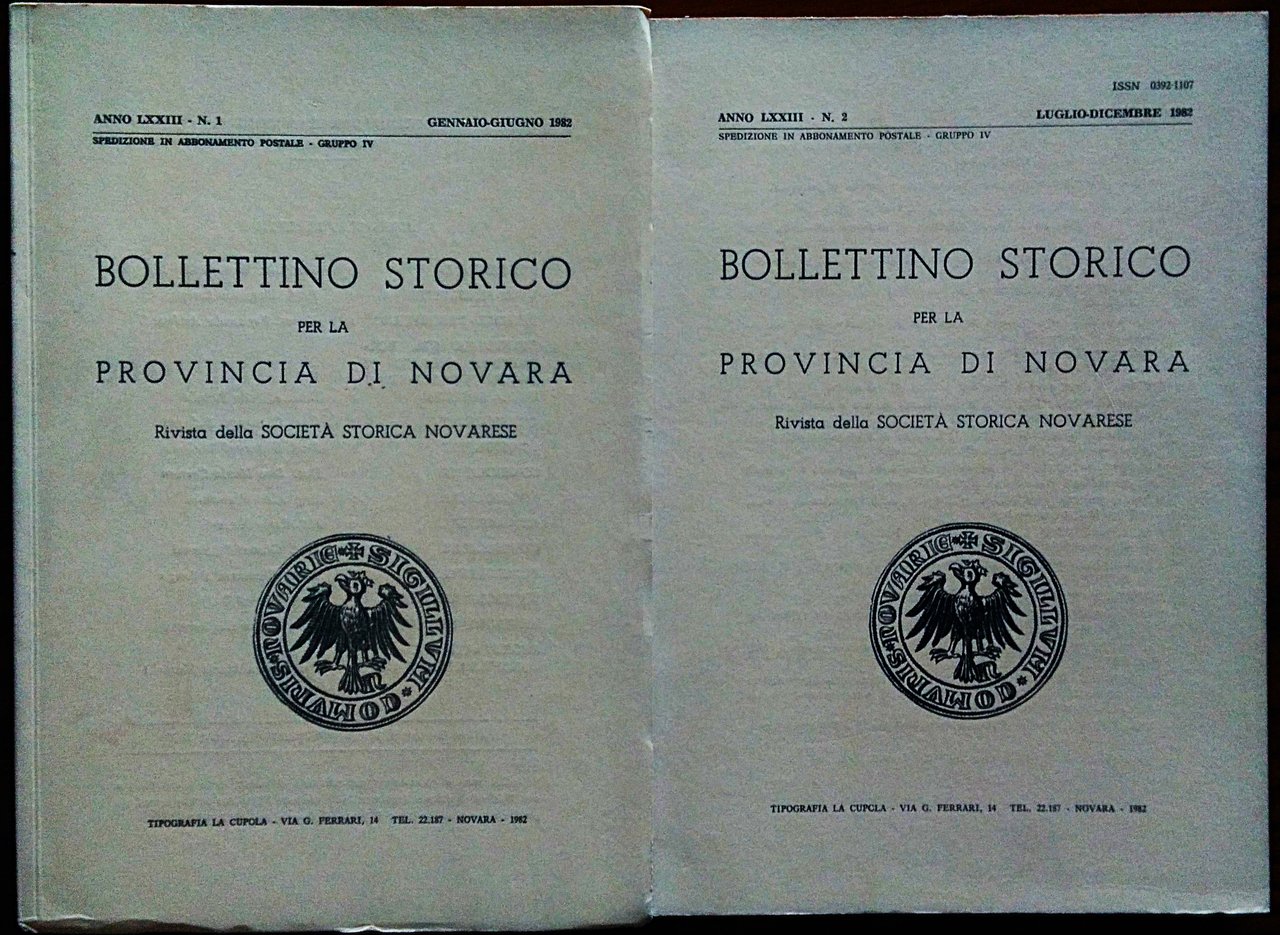 ANNO LXXIII - N. 1 GENNAIO-GIUGNO 1982
SPEDIZIONE IN ABBONAMENTO POSTALE - GRUPPO IV
BOLLETTINO STORICO
PER LA
PROVINCIA DI NOVARA
Rivista della SOCIETÀ STORICA NOVARESE
SIGILLVM
NOVARIE
TIPOGRAFIA LA CUPOLA - VIA G. FERRARI, 14 TEL. 22.187 - NOVARA - 1982
ISSN 0392-1107
ANNO LXXIII - N. 2 LUGLIO-DICEMBRE 1982
SPEDIZIONE IN ABBONAMENTO POSTALE - GRUPPO IV
BOLLETTINO STORICO
PER LA
PROVINCIA DI NOVARA
Rivista della SOCIETÀ STORICA NOVARESE
SIGILLVM
NOVARIE
TIPOGRAFIA LA CUPOLA - VIA G. FERRARI, 14 TEL. 22.187 - NOVARA - 1982